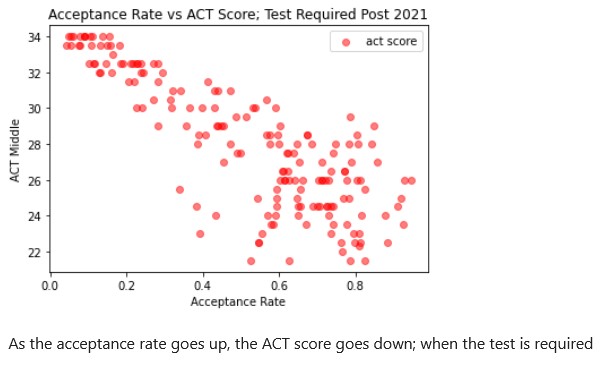 Acceptance Rate vs ACT Score; Test Required Post 2021
act score
34
32
30
28
26
24
22
ACT Middle
0.0 0.2 0.4 0.6 0.8
Acceptance Rate
As the acceptance rate goes up, the ACT score goes down; when the test is required